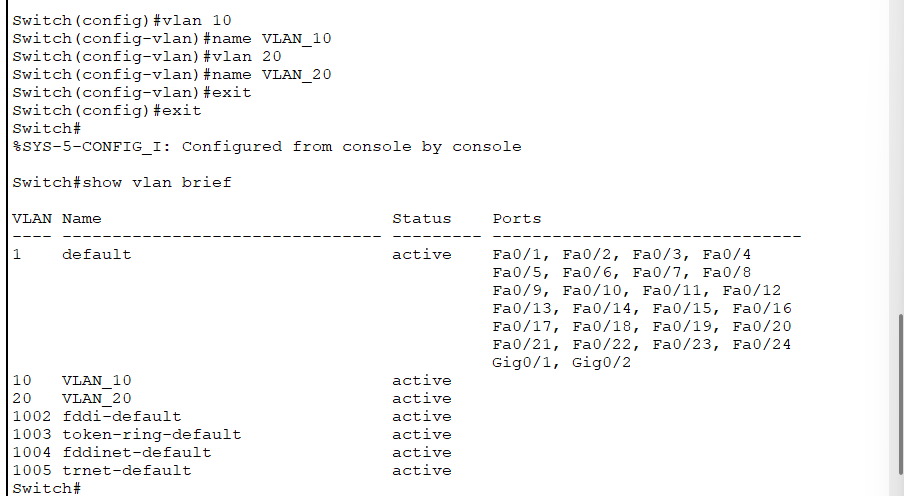 Switch(config)#vlan 10
Switch(config-vlan)#name VLAN_10
Switch(config-vlan)#vlan 20
Switch(config-vlan)#name VLAN_20
Switch(config-vlan)#exit
Switch(config)#exit
Switch#
%SYS-5-CONFIG_I: Configured from console by console

Switch#show vlan brief

VLAN Name                             Status    Ports
---- -------------------------------- --------- -------------------------------
1    default                          active    Fa0/1, Fa0/2, Fa0/3, Fa0/4
                                                Fa0/5, Fa0/6, Fa0/7, Fa0/8
                                                Fa0/9, Fa0/10, Fa0/11, Fa0/12
                                                Fa0/13, Fa0/14, Fa0/15, Fa0/16
                                                Fa0/17, Fa0/18, Fa0/19, Fa0/20
                                                Fa0/21, Fa0/22, Fa0/23, Fa0/24
                                                Gig0/1, Gig0/2
10   VLAN_10                          active
20   VLAN_20                          active
1002 fddi-default                     active
1003 token-ring-default               active
1004 fddinet-default                  active
1005 trnet-default                    active
Switch#